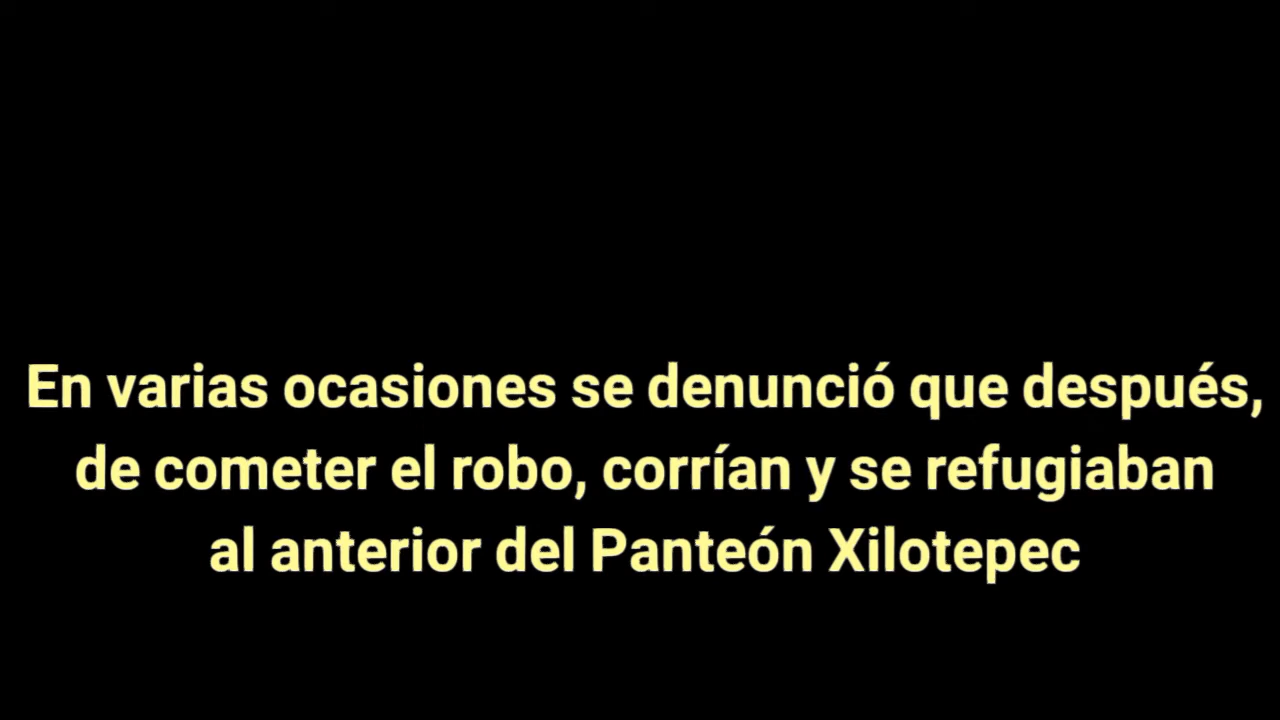 En varias ocasiones se denunció que después,
de cometer el robo, corrían y se refugiaban
al anterior del Panteón Xilotepec